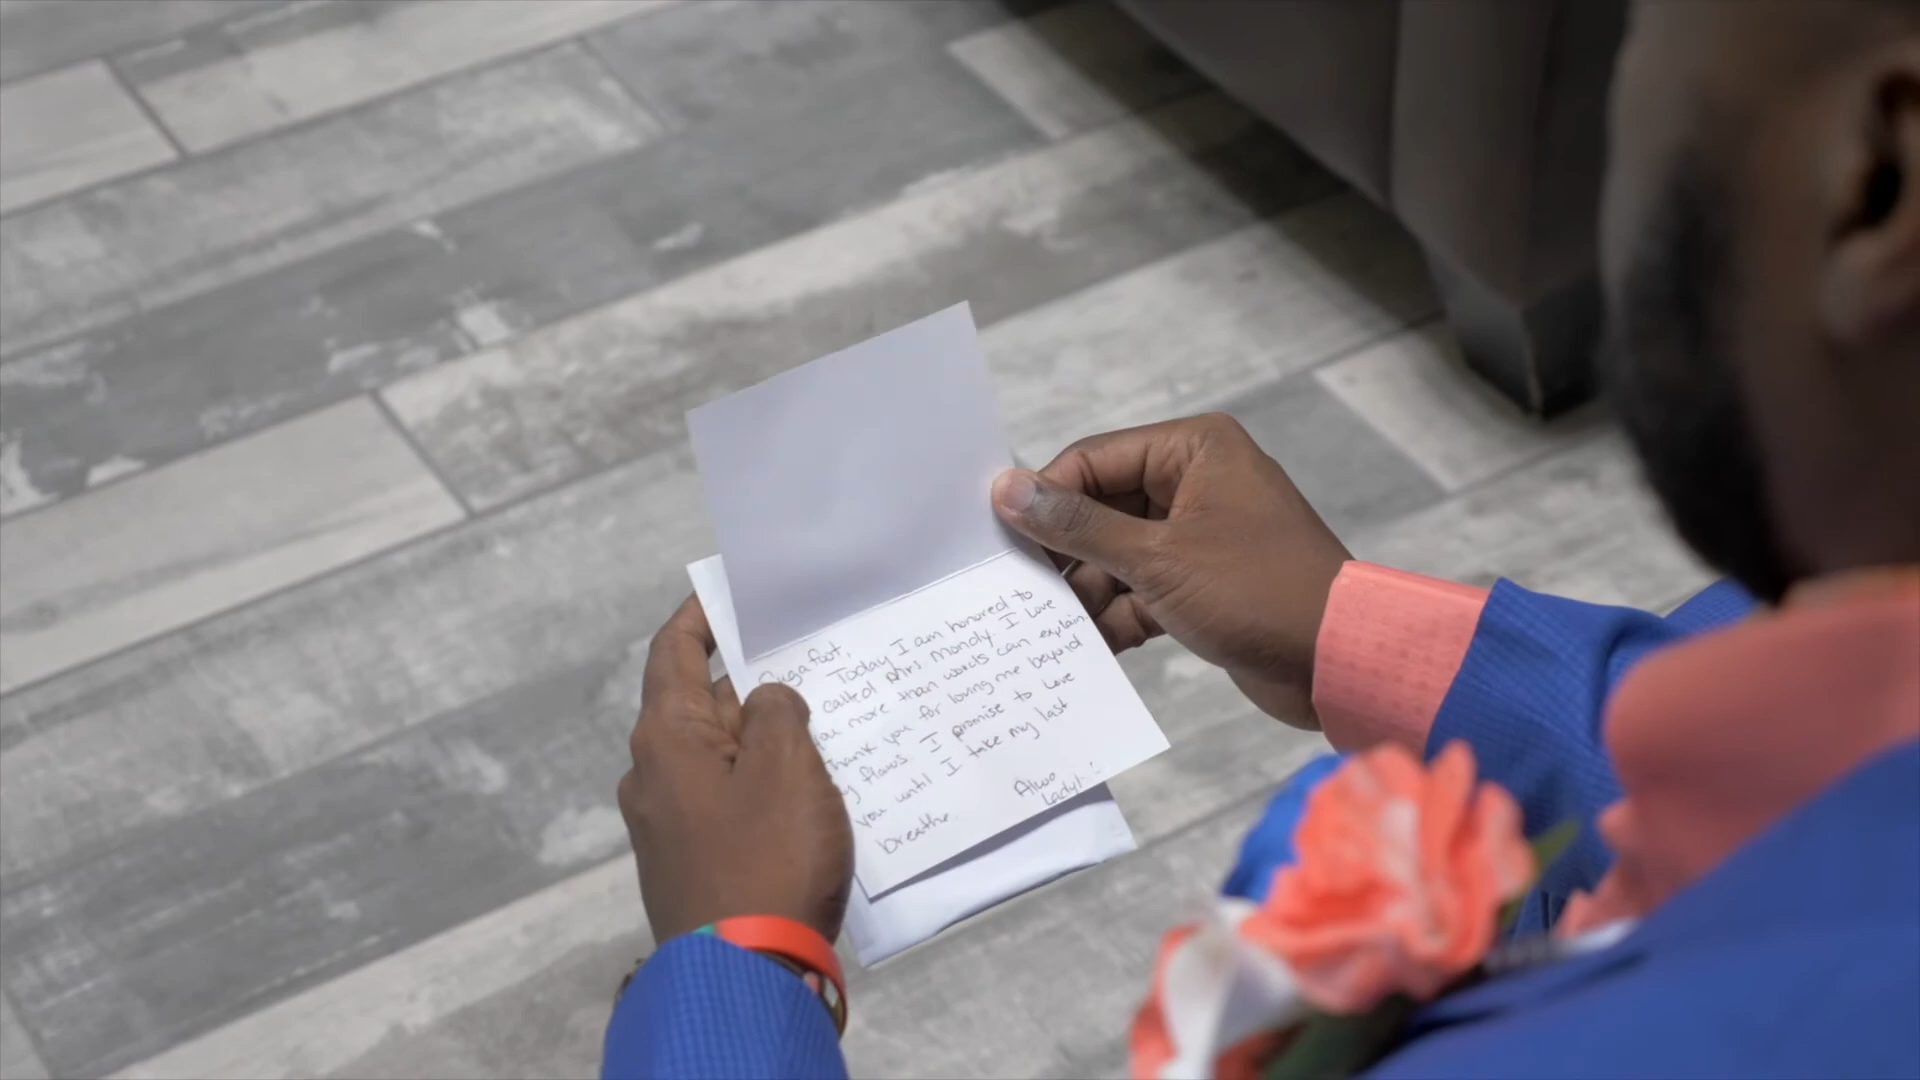 Sugafoot,
Today I am honored to
called Mrs. Mondy. I Love
you more than words can explain.
Thank you for loving me beyond
y flaws. I promise to Love
you until I take my last
breathe.
Lady!